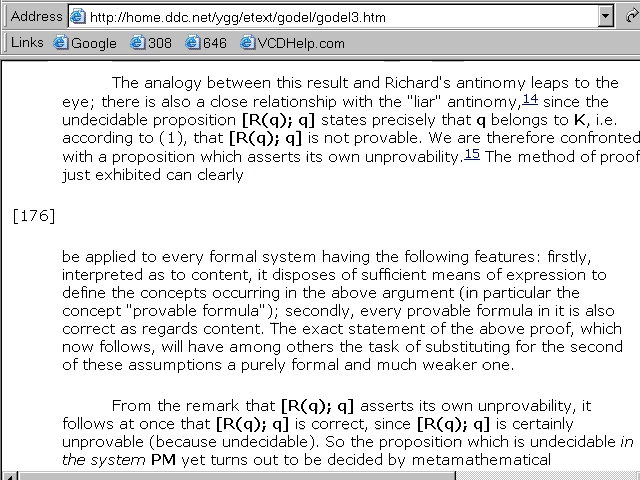 Address http://home.ddc.net/ygg/etext/godel/godel3.htm
Links Google 308 646 VCDHelp.com
The analogy between this result and Richard's antinomy leaps to the
eye; there is also a close relationship with the "liar" antinomy,14 since the
undecidable proposition [R(q); q] states precisely that q belongs to K, i.e.
according to (1), that [R(q); q] is not provable. We are therefore confronted
with a proposition which asserts its own unprovability.15 The method of proof
just exhibited can clearly
[176]
be applied to every formal system having the following features: firstly,
interpreted as to content, it disposes of sufficient means of expression to
define the concepts occurring in the above argument (in particular the
concept "provable formula"); secondly, every provable formula in it is also
correct as regards content. The exact statement of the above proof, which
now follows, will have among others the task of substituting for the second
of these assumptions a purely formal and much weaker one.
From the remark that [R(q); q] asserts its own unprovability, it
follows at once that [R(q); q] is correct, since [R(q); q] is certainly
unprovable (because undecidable). So the proposition which is undecidable in
the system PM yet turns out to be decided by metamathematical